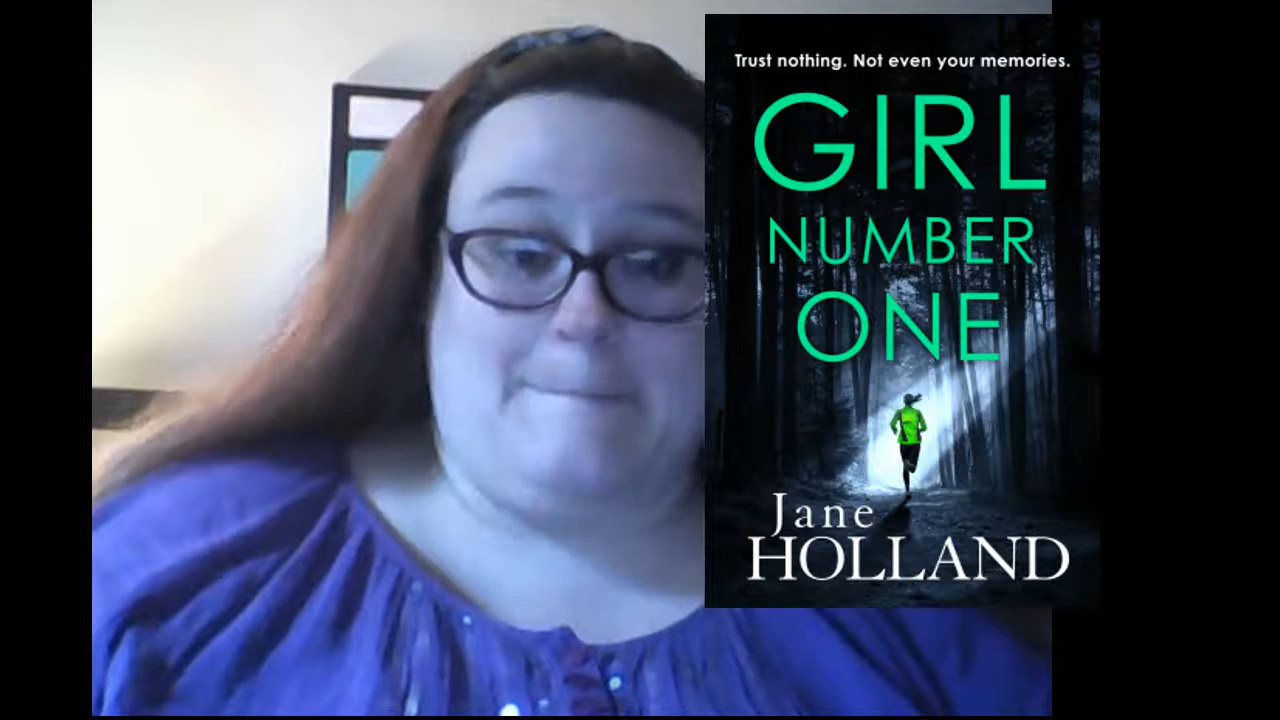 Trust nothing. Not even your memories.
GIRL
NUMBER
ONE
Jane
HOLLAND